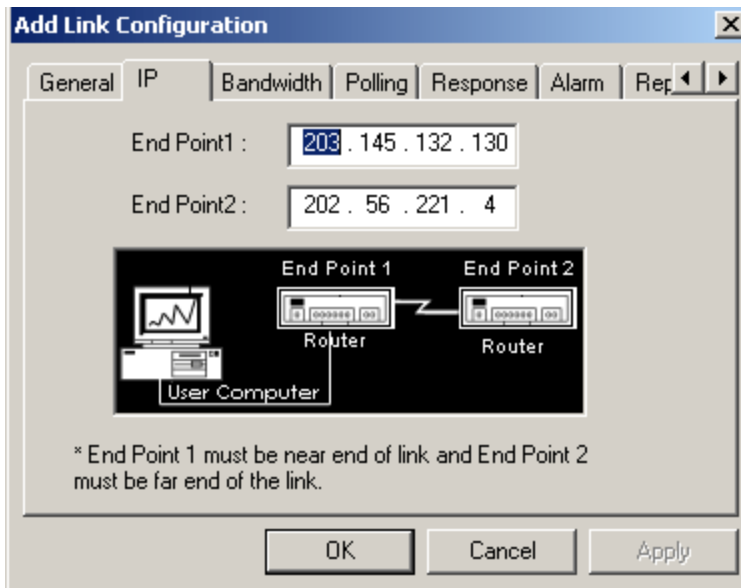 Add Link Configuration
General IP Bandwidth Polling Response Alarm
End Point1 : 203 . 145 . 132 . 130
End Point2 : 202 . 56 . 221 . 4
End Point 1 End Point 2
Router Router
User Computer
* End Point 1 must be near end of link and End Point 2
must be far end of the link.
OK Cancel Apply